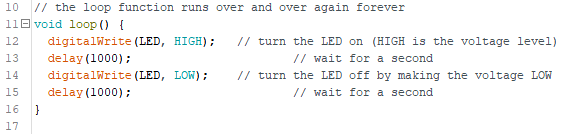 10 // the loop function runs over and over again forever
11 void loop() {
12   digitalWrite(LED, HIGH);   // turn the LED on (HIGH is the voltage level)
13   delay(1000);                       // wait for a second
14   digitalWrite(LED, LOW);    // turn the LED off by making the voltage LOW
15   delay(1000);                       // wait for a second
16 }
17